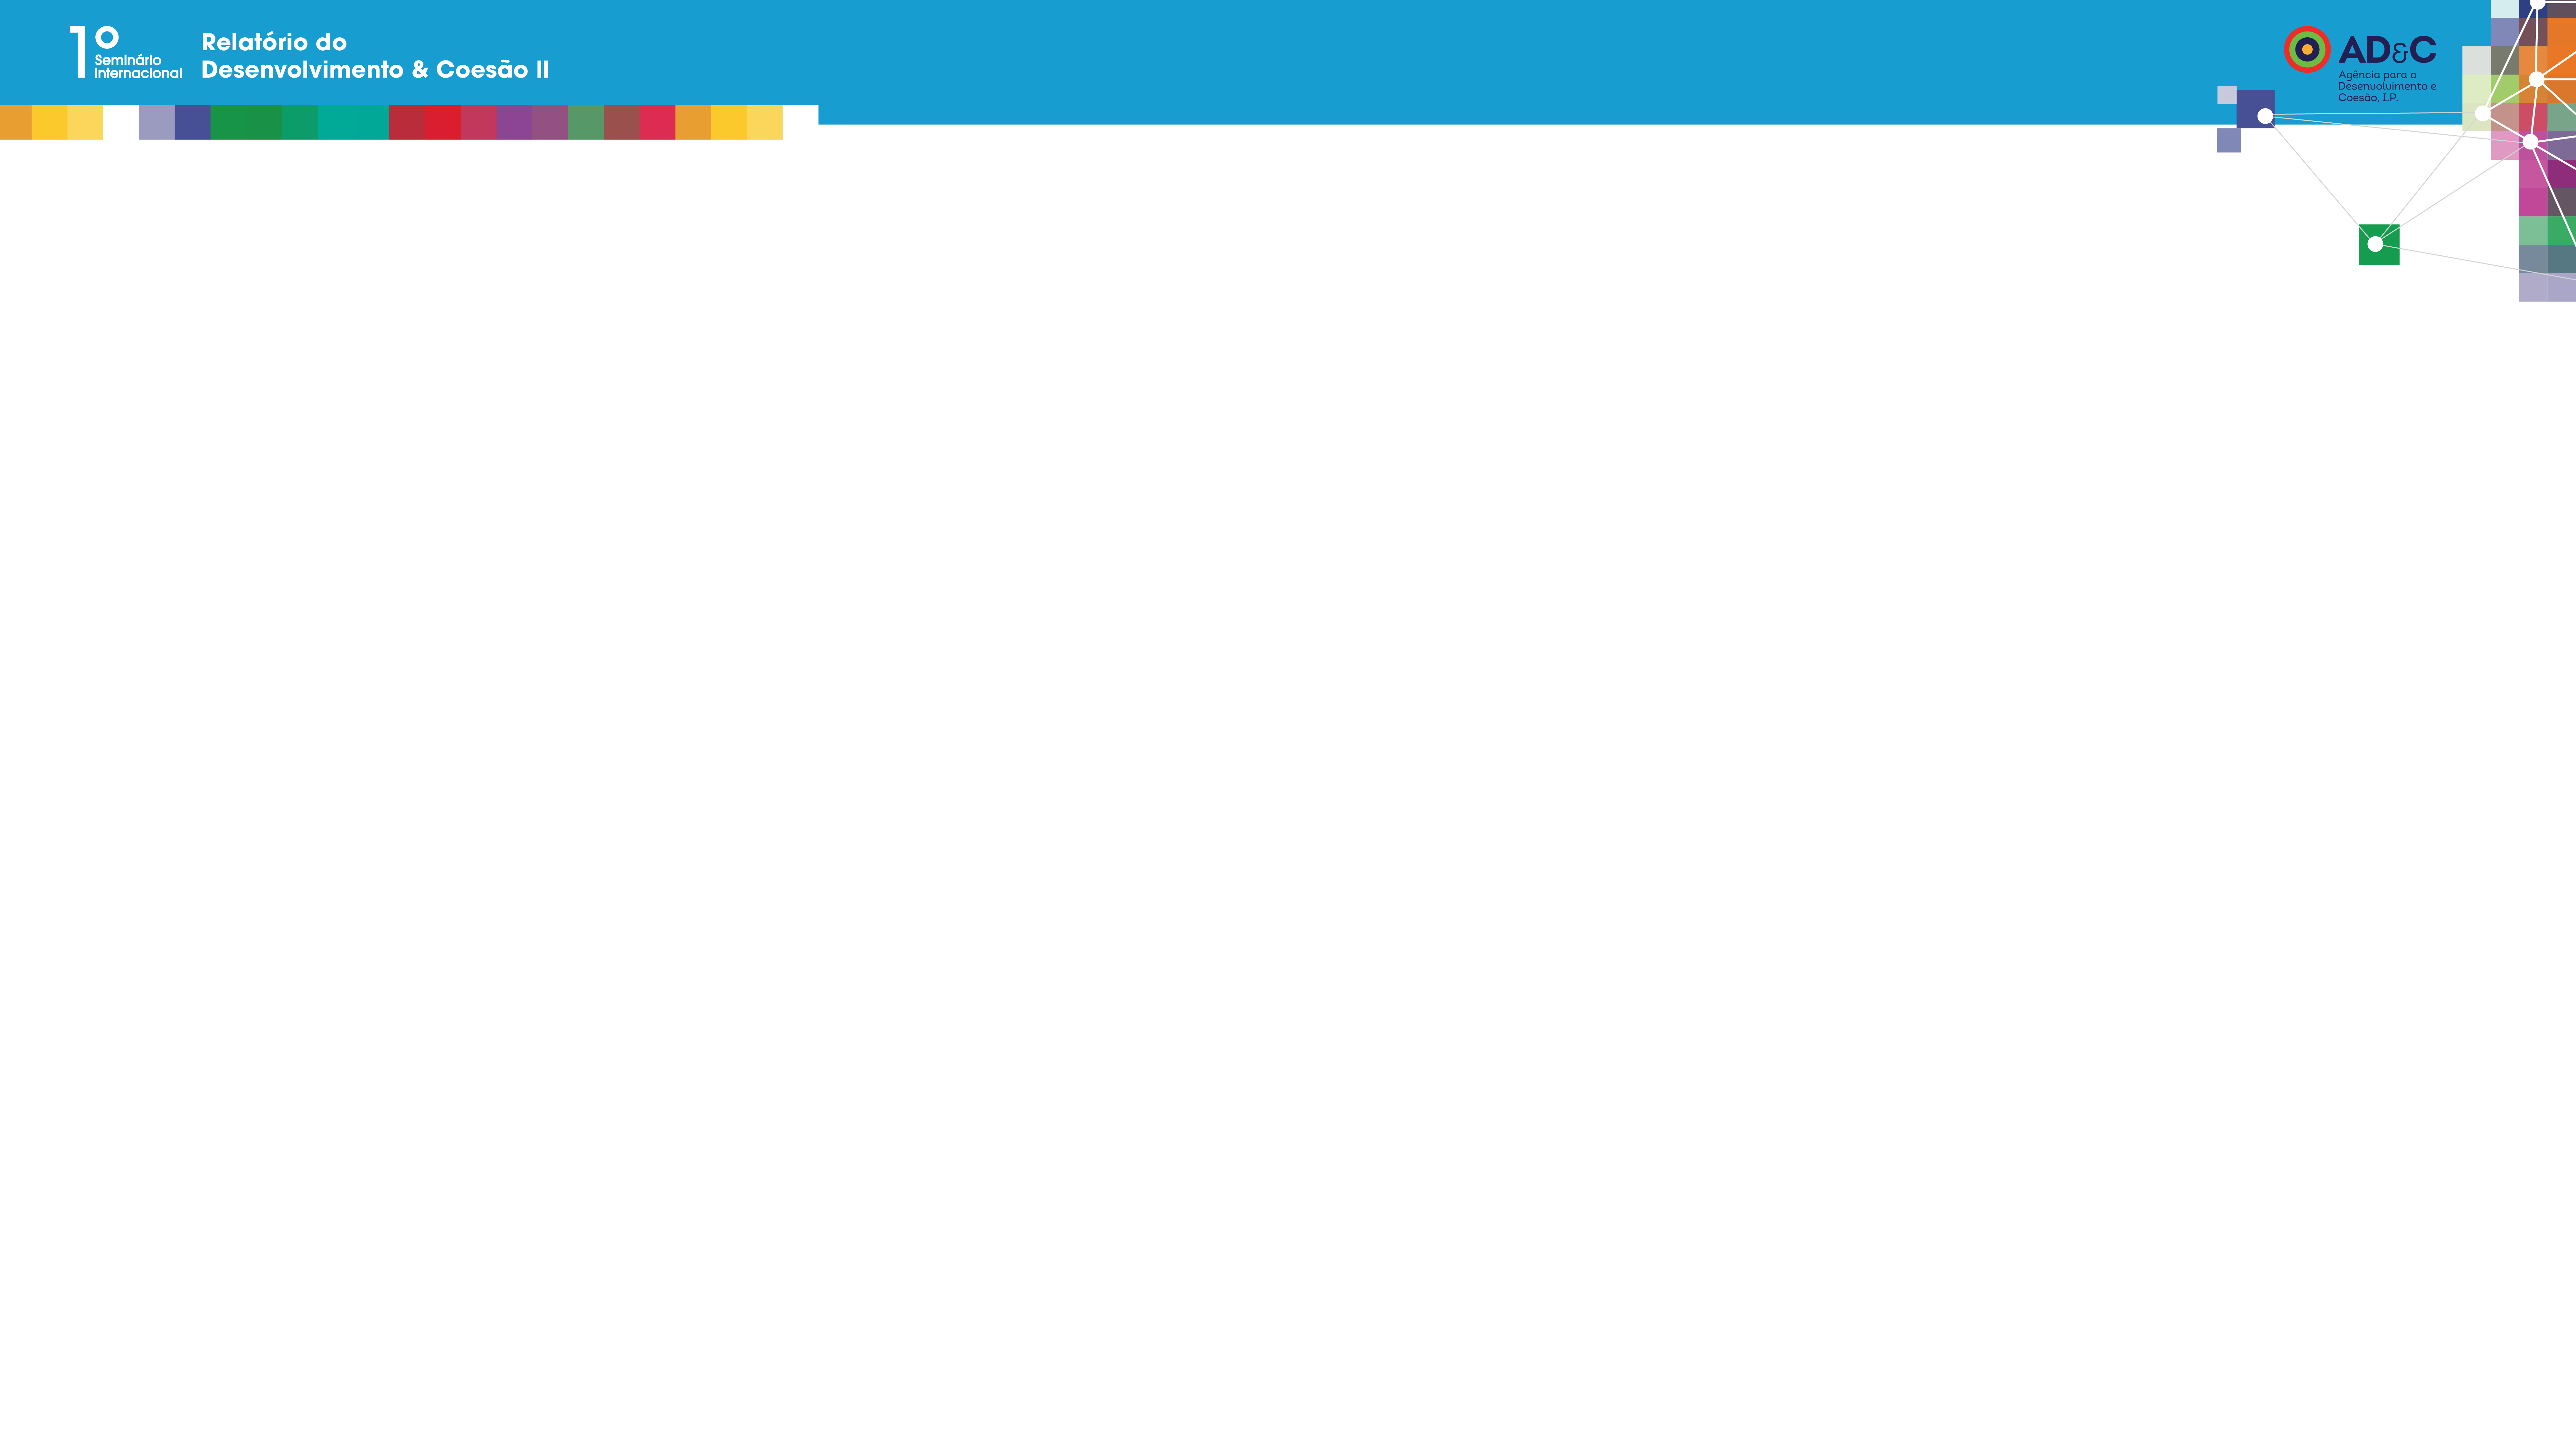 1º
Seminário
Internacional
Relatório do
Desenvolvimento & Coesão II
AD&C
Agência para o
Desenvolvimento e
Coesão, I.P.